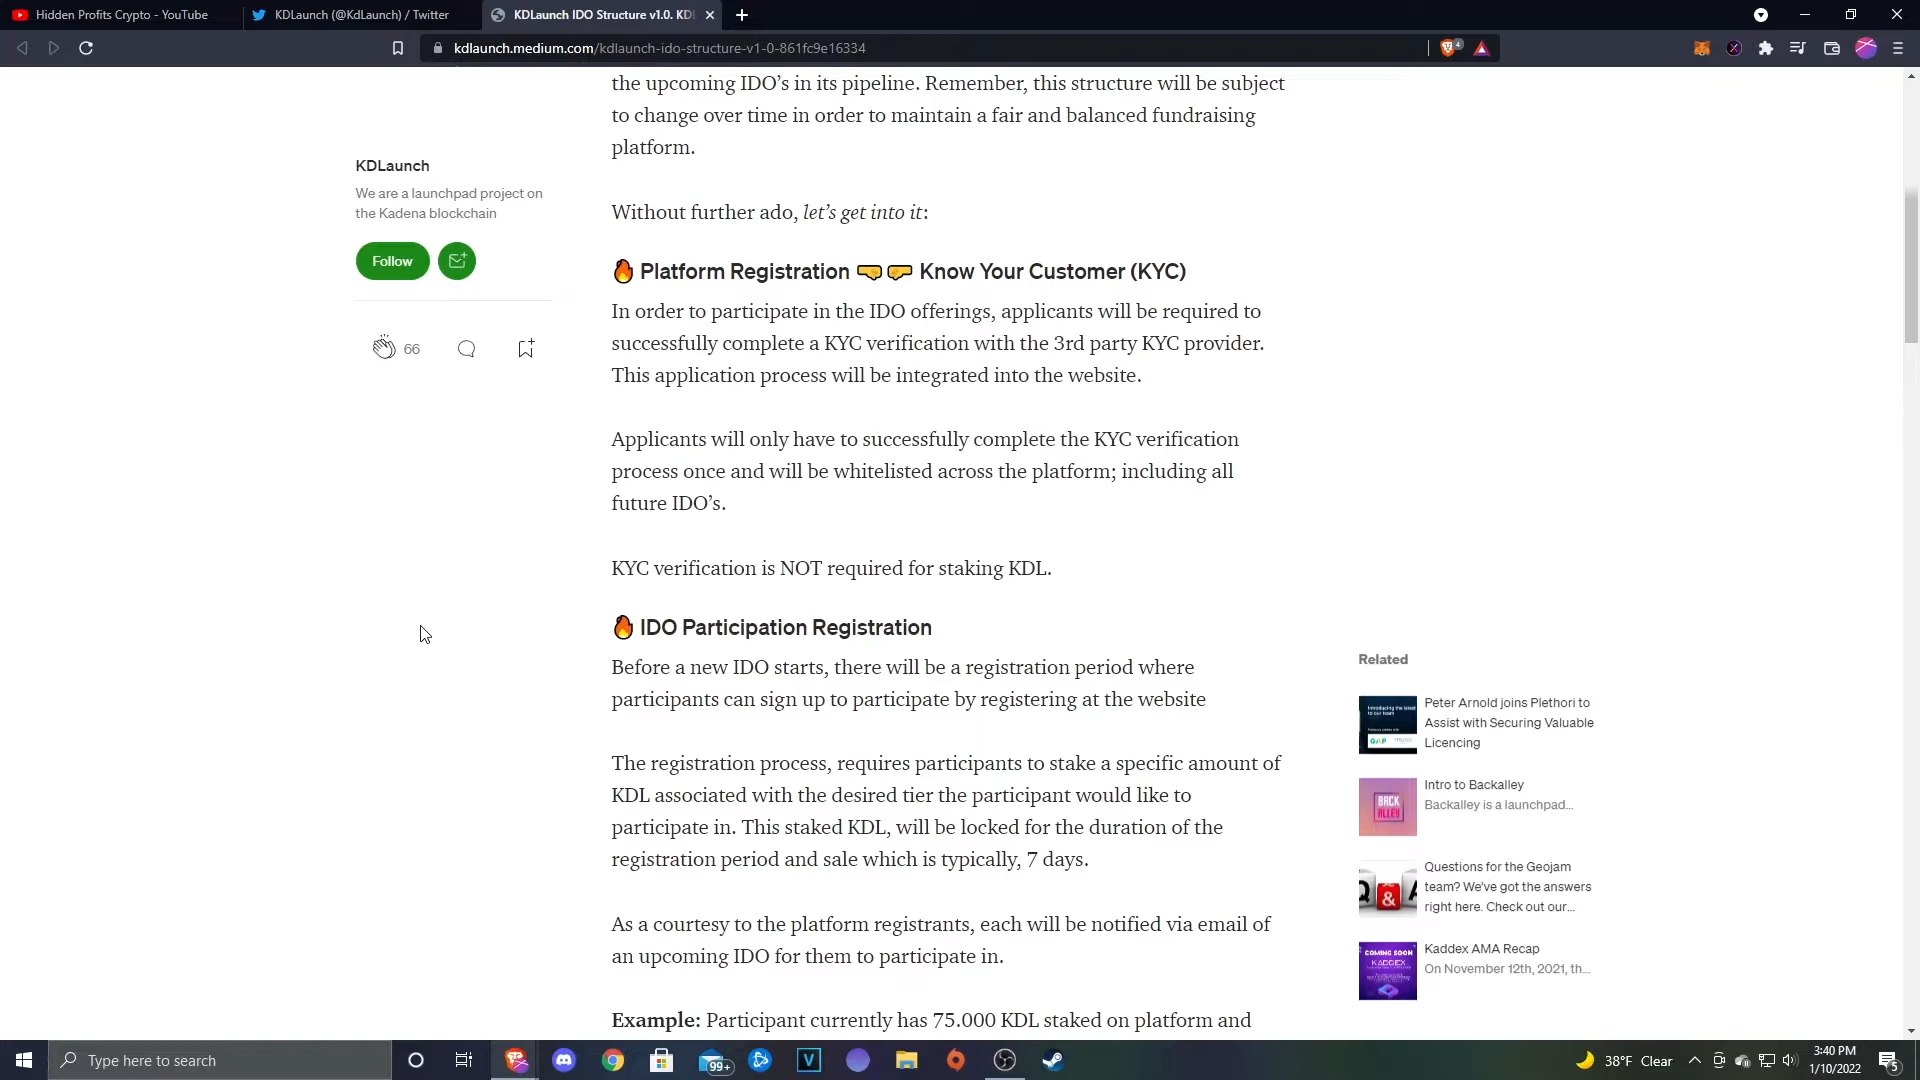 Hidden Profits Crypto - YouTube
KDLaunch (@KdLaunch) / Twitter
KDLaunch IDO Structure v1.0. KDL
kdlaunch.medium.com/kdlaunch-ido-structure-v1-0-861fc9e16334
4
the upcoming IDO’s in its pipeline. Remember, this structure will be subject
to change over time in order to maintain a fair and balanced fundraising
platform.
KDLaunch
We are a launchpad project on
the Kadena blockchain
Follow
66
Without further ado, let’s get into it:
Platform Registration Know Your Customer (KYC)
In order to participate in the IDO offerings, applicants will be required to
successfully complete a KYC verification with the 3rd party KYC provider.
This application process will be integrated into the website.
Applicants will only have to successfully complete the KYC verification
process once and will be whitelisted across the platform; including all
future IDO’s.
KYC verification is NOT required for staking KDL.
IDO Participation Registration
Before a new IDO starts, there will be a registration period where
participants can sign up to participate by registering at the website
The registration process, requires participants to stake a specific amount of
KDL associated with the desired tier the participant would like to
participate in. This staked KDL, will be locked for the duration of the
registration period and sale which is typically, 7 days.
As a courtesy to the platform registrants, each will be notified via email of
an upcoming IDO for them to participate in.
Example: Participant currently has 75.000 KDL staked on platform and
Related
Peter Arnold joins Plethori to
Assist with Securing Valuable
Licencing
BACK
ALLEY
Intro to Backalley
Backalley is a launchpad...
Q & A
Questions for the Geojam
team? We’ve got the answers
right here. Check out our...
COMING SOON
KADDEX
Kaddex AMA Recap
On November 12th, 2021, th...
Type here to search
99+
V
38°F Clear
3:40 PM
1/10/2022
5